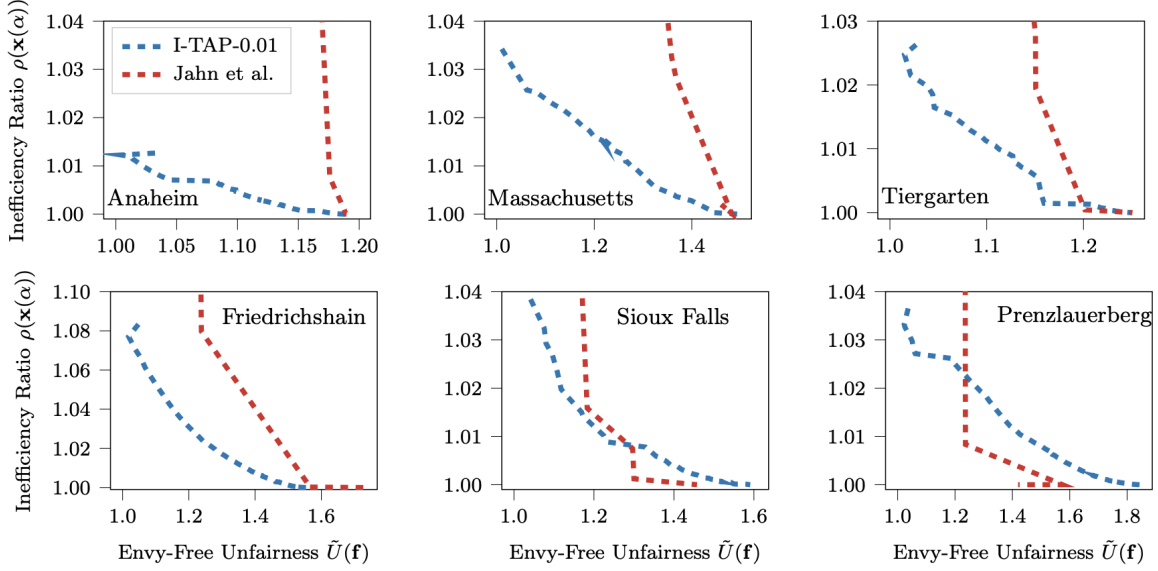 Inefficiency Ratio ρ(x(α))
1.04
1.03
1.02
1.01
1.00
I-TAP-0.01
Jahn et al.
Anaheim
1.00 1.05 1.10 1.15 1.20
1.04
1.03
1.02
1.01
1.00
Massachusetts
1.0 1.2 1.4
1.03
1.02
1.01
1.00
Tiergarten
1.0 1.1 1.2
Inefficiency Ratio ρ(x(α))
1.10
1.08
1.06
1.04
1.02
1.00
Friedrichshain
1.0 1.2 1.4 1.6
Envy-Free Unfairness Ũ(f)
1.04
1.03
1.02
1.01
1.00
Sioux Falls
1.0 1.2 1.4 1.6
Envy-Free Unfairness Ũ(f)
1.04
1.03
1.02
1.01
1.00
Prenzlauerberg
1.0 1.2 1.4 1.6 1.8
Envy-Free Unfairness Ũ(f)